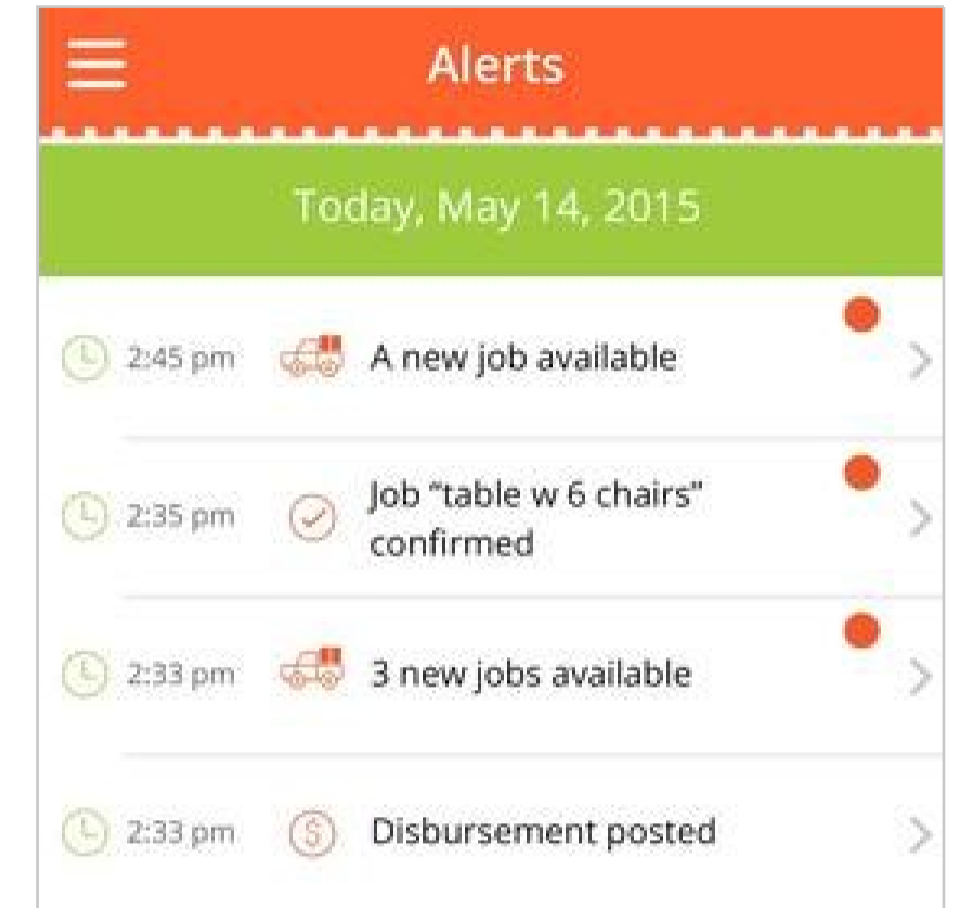 Alerts
Today, May 14, 2015
2:45 pm A new job available
2:35 pm Job “table w 6 chairs”
confirmed
2:33 pm 3 new jobs available
2:33 pm $ Disbursement posted